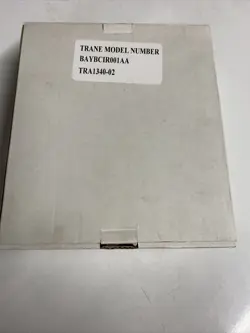 TRANE MODEL NUMBER
BAYBCIR001AA
TRA1340-02